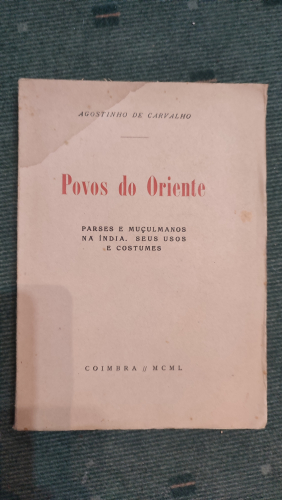 AGOSTINHO DE CARVALHO
Povos do Oriente
PARSES E MUÇULMANOS
NA ÍNDIA. SEUS USOS
E COSTUMES
COIMBRA // MCML